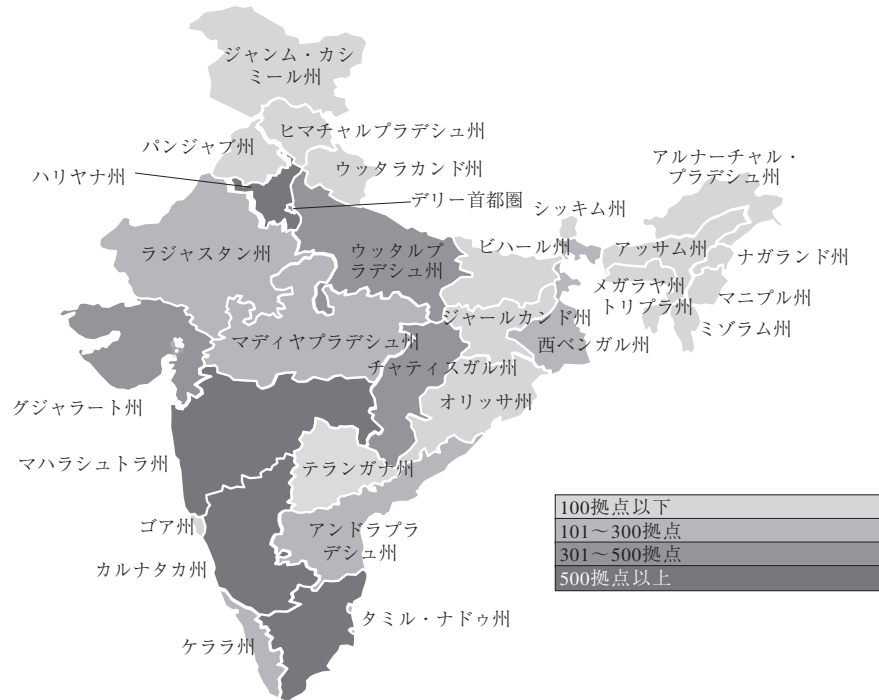 ジャンム・カシ
ミール州
ヒマチャルプラデシュ州
パンジャブ州
ウッタラカンド州
ハリヤナ州
デリー首都圏
アルナーチャル・
プラデシュ州
シッキム州
ラジャスタン州
ウッタルプ
ラデシュ州
ビハール州
アッサム州
ナガランド州
メガラヤ州
トリプラ州
マニプル州
ミゾラム州
ジャールカンド州
マディヤプラデシュ州
西ベンガル州
チャティスガル州
オリッサ州
グジャラート州
マハラシュトラ州
テランガナ州
ゴア州
アンドラプラ
デシュ州
カルナタカ州
タミル・ナドゥ州
ケララ州
100拠点以下
101～300拠点
301～500拠点
500拠点以上